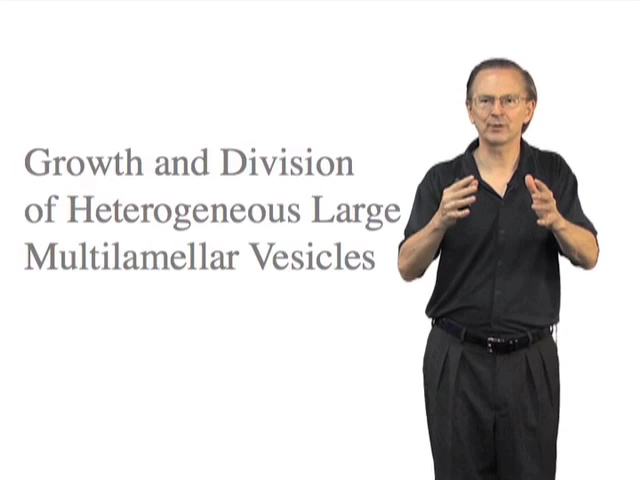 Growth and Division
of Heterogeneous Large
Multilamellar Vesicles